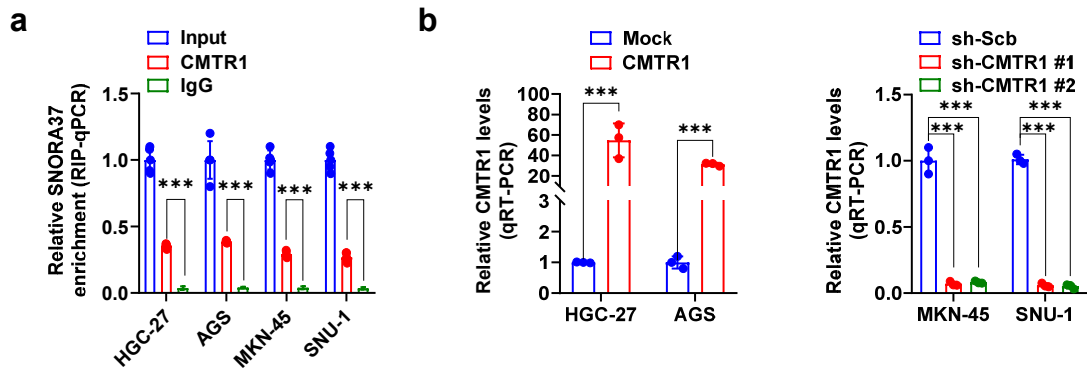 a
Input
CMTR1
IgG
Relative SNORA37
enrichment (RIP-qPCR)
1.5
1.0
0.5
0.0
***
***
***
***
HGC-27
AGS
MKN-45
SNU-1
b
Mock
CMTR1
Relative CMTR1 levels
(qRT-PCR)
100
80
60
40
20
3
2
1
0
***
***
HGC-27
AGS
sh-Scb
sh-CMTR1 #1
sh-CMTR1 #2
Relative CMTR1 levels
(qRT-PCR)
1.5
1.0
0.5
0.0
***
***
***
***
MKN-45
SNU-1